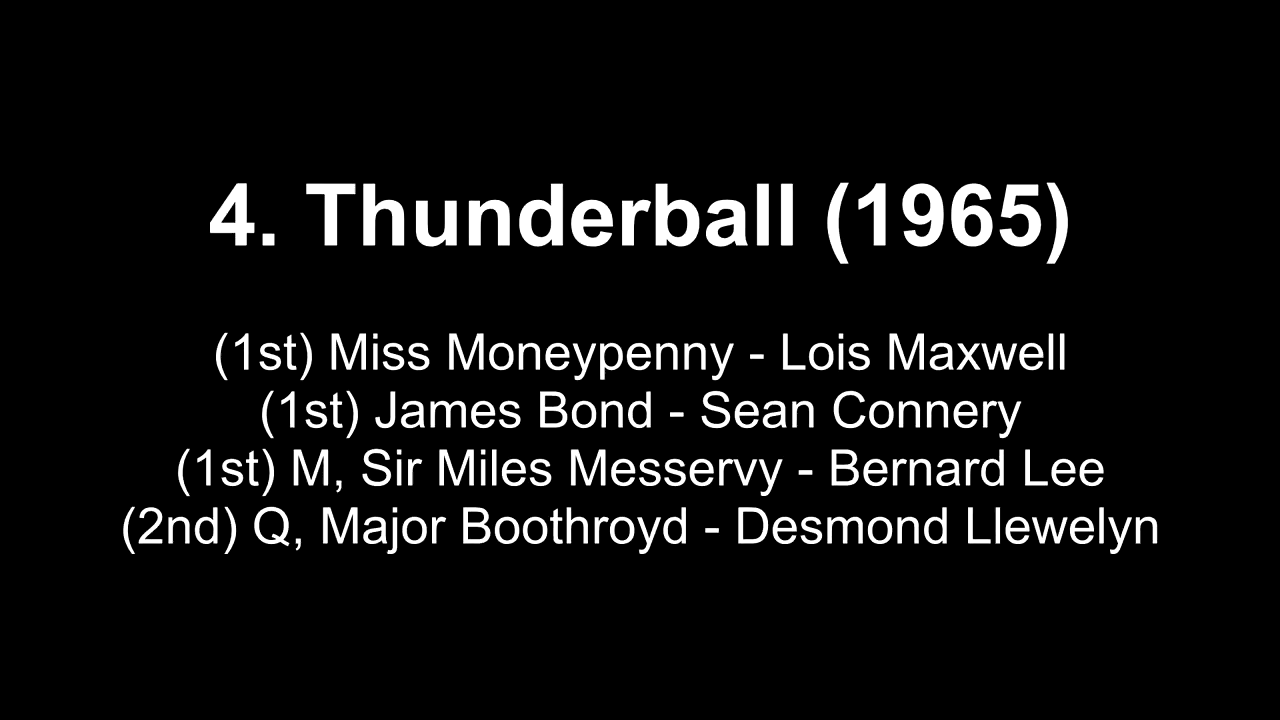 4. Thunderball (1965)
(1st) Miss Moneypenny - Lois Maxwell
(1st) James Bond - Sean Connery
(1st) M, Sir Miles Messervy - Bernard Lee
(2nd) Q, Major Boothroyd - Desmond Llewelyn